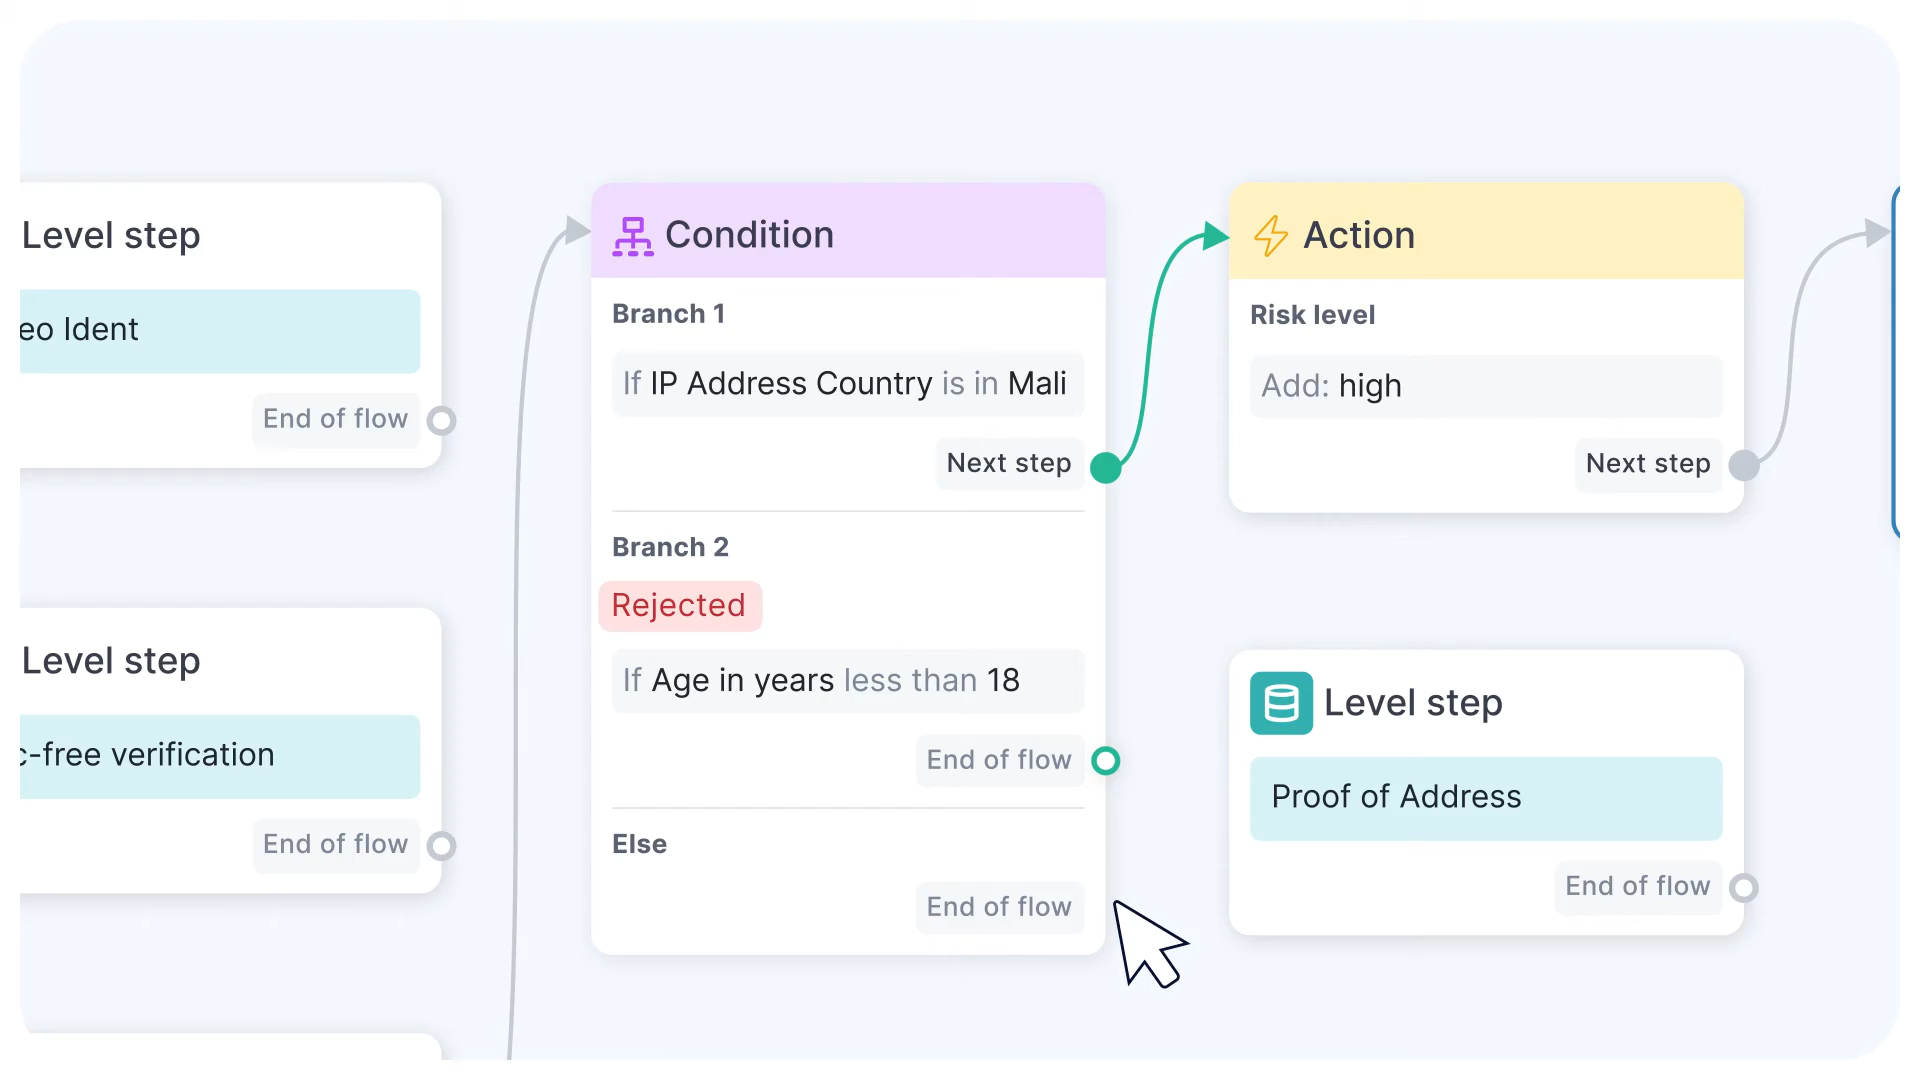 Level step
eo Ident
End of flow
Level step
c-free verification
End of flow
Condition
Branch 1
If IP Address Country is in Mali
Next step
Branch 2
Rejected
If Age in years less than 18
End of flow
Else
End of flow
Action
Risk level
Add: high
Next step
Level step
Proof of Address
End of flow